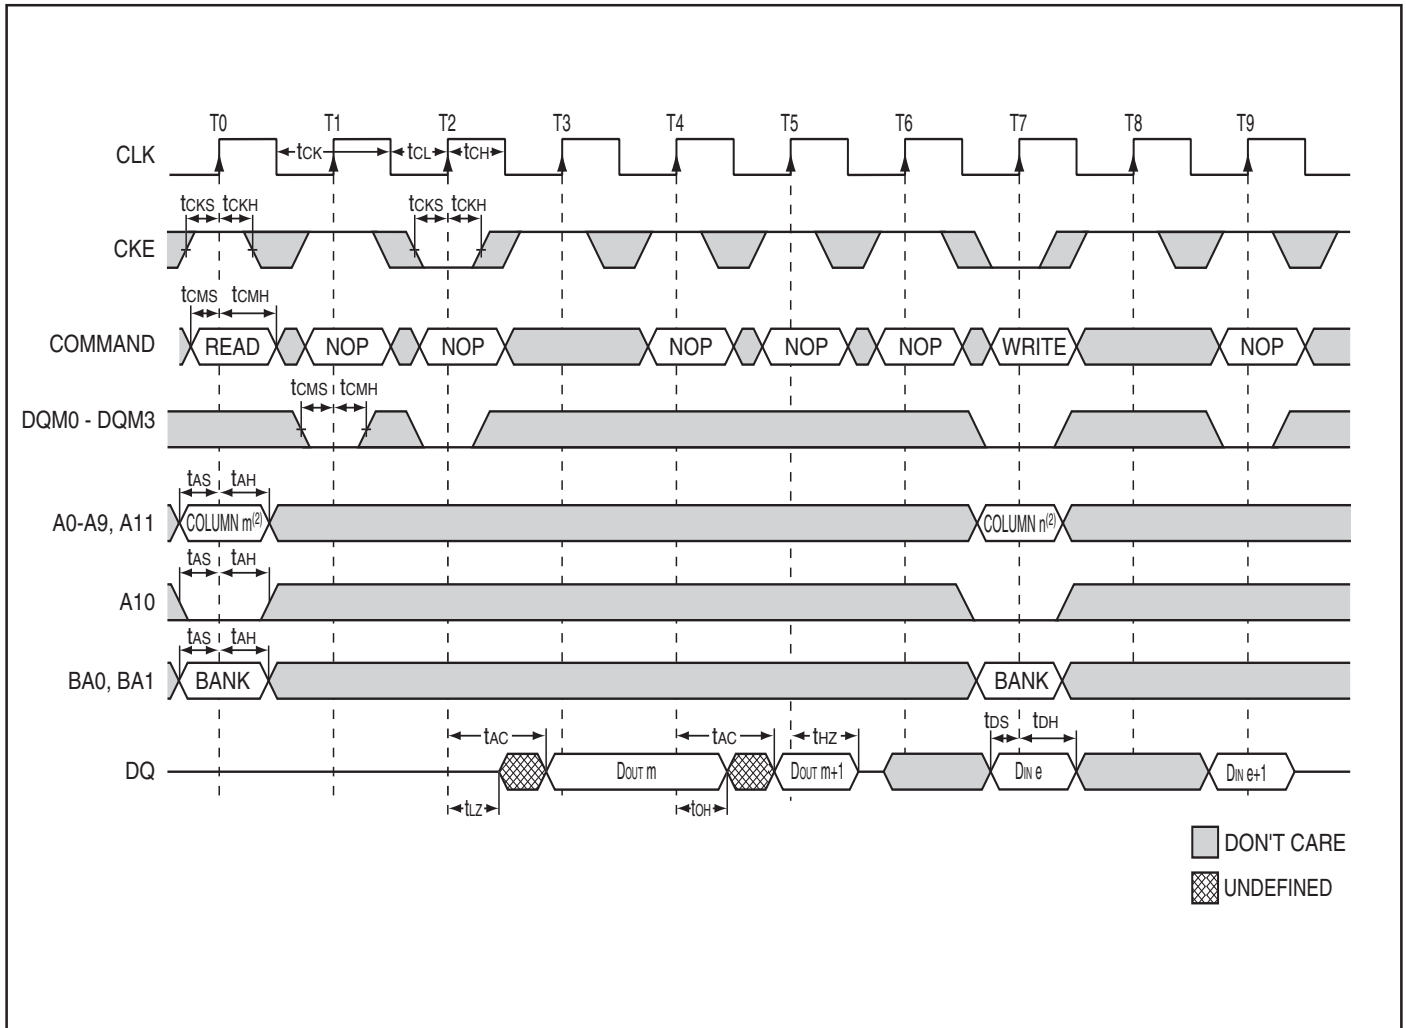 T0 T1 T2 T3 T4 T5 T6 T7 T8 T9
CLK tCK tCL tCH
tCKS tCKH tCKS tCKH
CKE
tCMS tCMH
COMMAND READ NOP NOP NOP NOP NOP WRITE NOP
tCMS tCMH
DQM0 - DQM3
tAS tAH
A0-A9, A11 COLUMN m(2) COLUMN n(2)
tAS tAH
A10
tAS tAH
BA0, BA1 BANK BANK
tAC tAC tHZ tDS tDH
DQ DOUT m DOUT m+1 DIN e DIN e+1
tLZ tOH
DON'T CARE
UNDEFINED